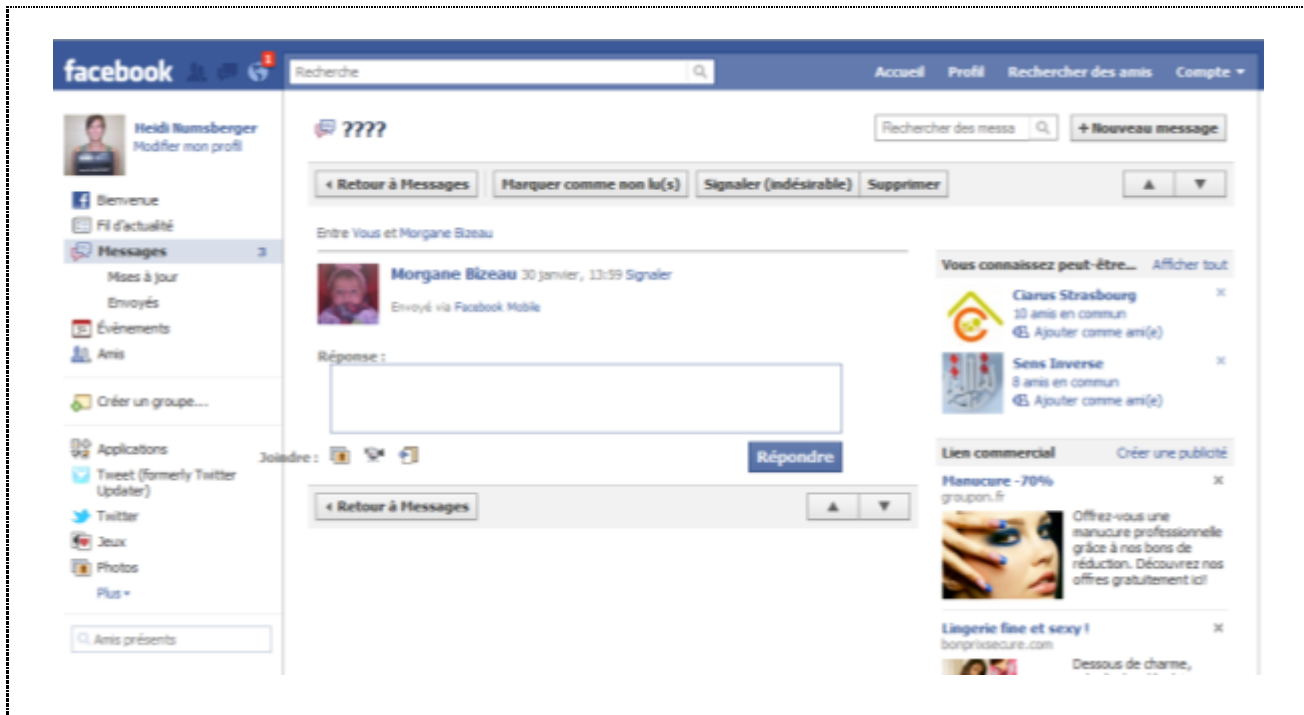 facebook
1
Recherche
Accueil Profil Rechercher des amis Compte
Heidi Numsberger
Modifier mon profil
Bienvenue
Fil d'actualité
Messages 3
Mises à jour
Envoyés
31 Évènements
Amis
Créer un groupe....
Applications
Tweet (formerly Twitter
Updater)
Twitter
Jeux
Photos
Plus
Amis présents
????
Rechercher des messa
+ Nouveau message
Retour à Messages
Marquer comme non lu(s)
Signaler (indésirable)
Supprimer
Entre Vous et Morgane Bizeau
Morgane Bizeau 30 janvier, 13:59 Signaler
Envoyé via Facebook Mobile
Réponse :
Joindre :
Répondre
Retour à Messages
Vous connaissez peut-être... Afficher tout
Ciarus Strasbourg
10 amis en commun
Ajouter comme ami(e)
Sens Inverse
8 amis en commun
Ajouter comme ami(e)
Lien commercial Créer une publicité
Manucure -70%
groupon.fr
Offrez-vous une
manucure professionnelle
grâce à nos bons de
réduction. Découvrez nos
offres gratuitement ici!
Lingerie fine et sexy !
bonprixsecure.com
Dessous de charme,